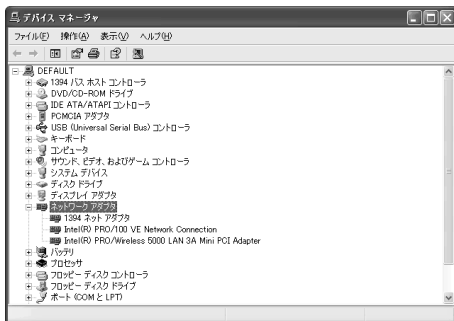 デバイス マネージャ
ファイル(F) 操作(A) 表示(V) ヘルプ(H)
DEFAULT
1394 バス ホスト コントローラ
DVD/CD-ROM ドライブ
IDE ATA/ATAPI コントローラ
PCMCIA アダプタ
USB (Universal Serial Bus) コントローラ
キーボード
コンピュータ
サウンド、ビデオ、およびゲーム コントローラ
システム デバイス
ディスク ドライブ
ディスプレイ アダプタ
ネットワーク アダプタ
1394 ネット アダプタ
Intel(R) PRO/100 VE Network Connection
Intel(R) PRO/Wireless 5000 LAN 3A Mini PCI Adapter
バッテリ
プロセッサ
フロッピー ディスク コントローラ
フロッピー ディスク ドライブ
ポート (COM と LPT)